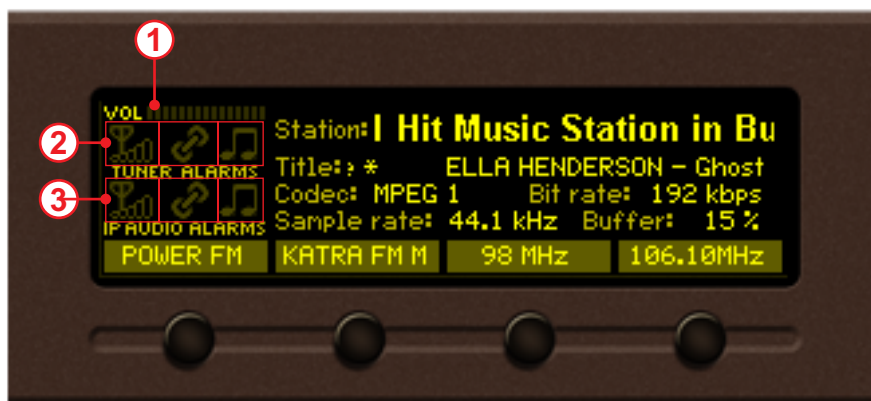 1
VOL
2
TUNER ALARMS
3
IP AUDIO ALARMS
Station: l Hit Music Station in Bu
Title: › * ELLA HENDERSON – Ghost
Codec: MPEG 1 Bit rate: 192 kbps
Sample rate: 44.1 kHz Buffer: 15 %
POWER FM KATRA FM M 98 MHz 106.10MHz